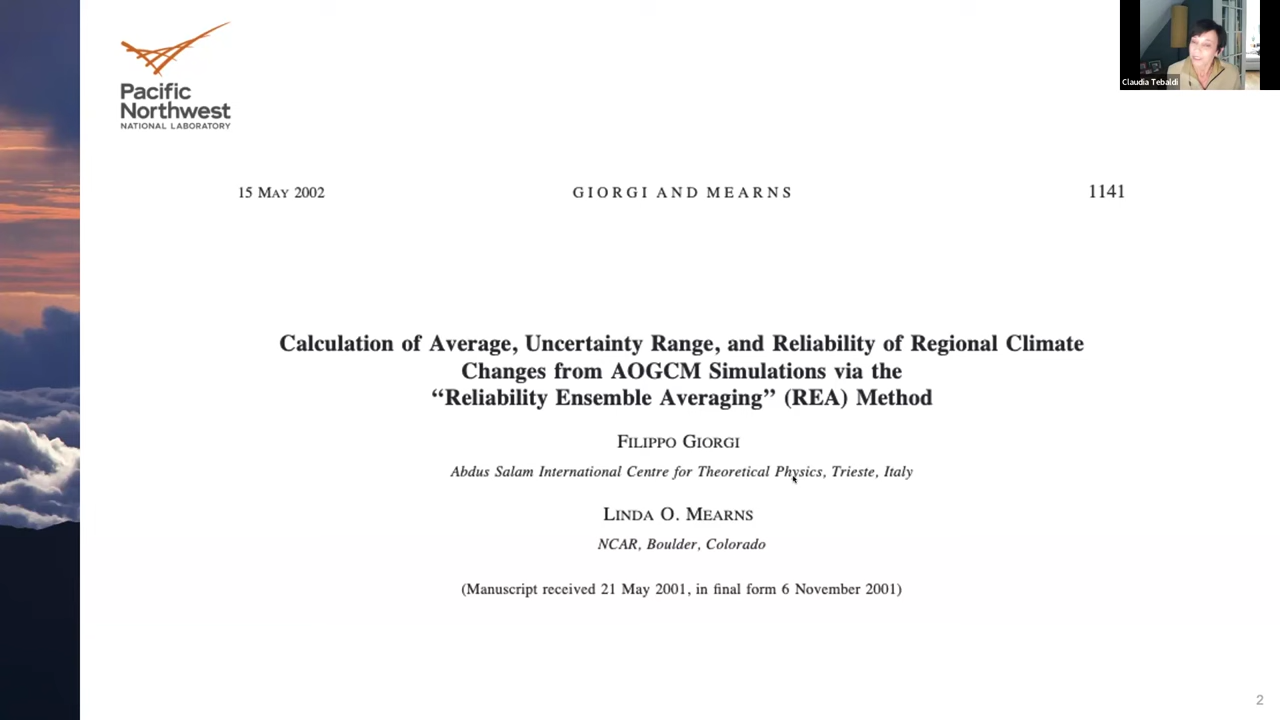 Pacific
Northwest
NATIONAL LABORATORY
Claudia Tebaldi
15 MAY 2002 GIORGI AND MEARNS 1141
Calculation of Average, Uncertainty Range, and Reliability of Regional Climate
Changes from AOGCM Simulations via the
‘‘Reliability Ensemble Averaging’’ (REA) Method
FILIPPO GIORGI
Abdus Salam International Centre for Theoretical Physics, Trieste, Italy
LINDA O. MEARNS
NCAR, Boulder, Colorado
(Manuscript received 21 May 2001, in final form 6 November 2001)
2